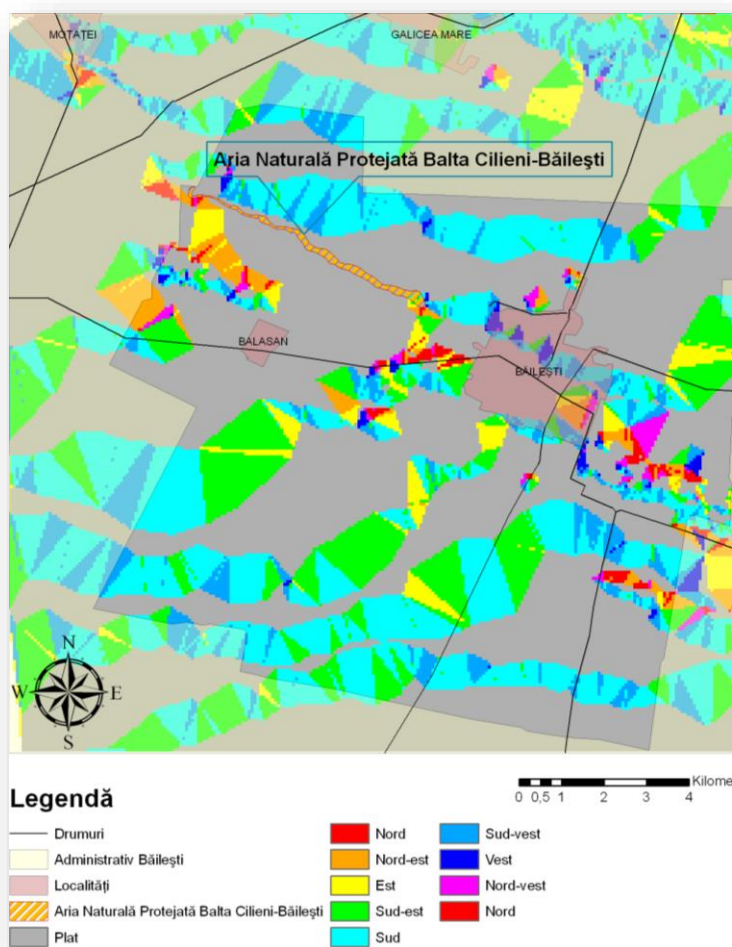 MOȚĂEI
GALICEA MARE
Aria Naturală Protejată Balta Cilieni-Băilești
BALASAN
BĂILEȘTI
N
W E
S
Legendă
Kilome
0 0,5 1 2 3 4
Drumuri
Administrativ Băilești
Localități
Aria Naturală Protejată Balta Cilieni-Băilești
Plat
Nord
Nord-est
Est
Sud-est
Sud
Sud-vest
Vest
Nord-vest
Nord